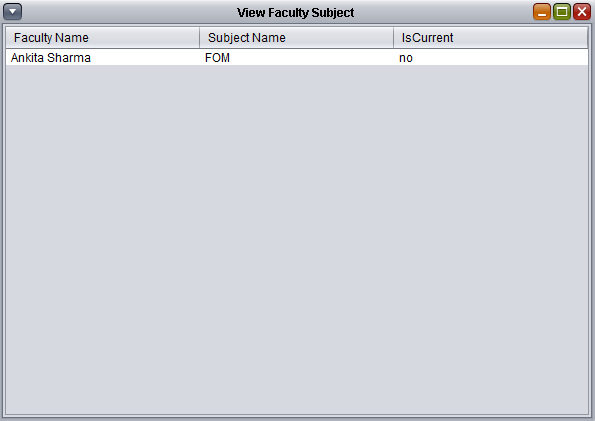 View Faculty Subject
Faculty Name Subject Name IsCurrent
Ankita Sharma FOM no